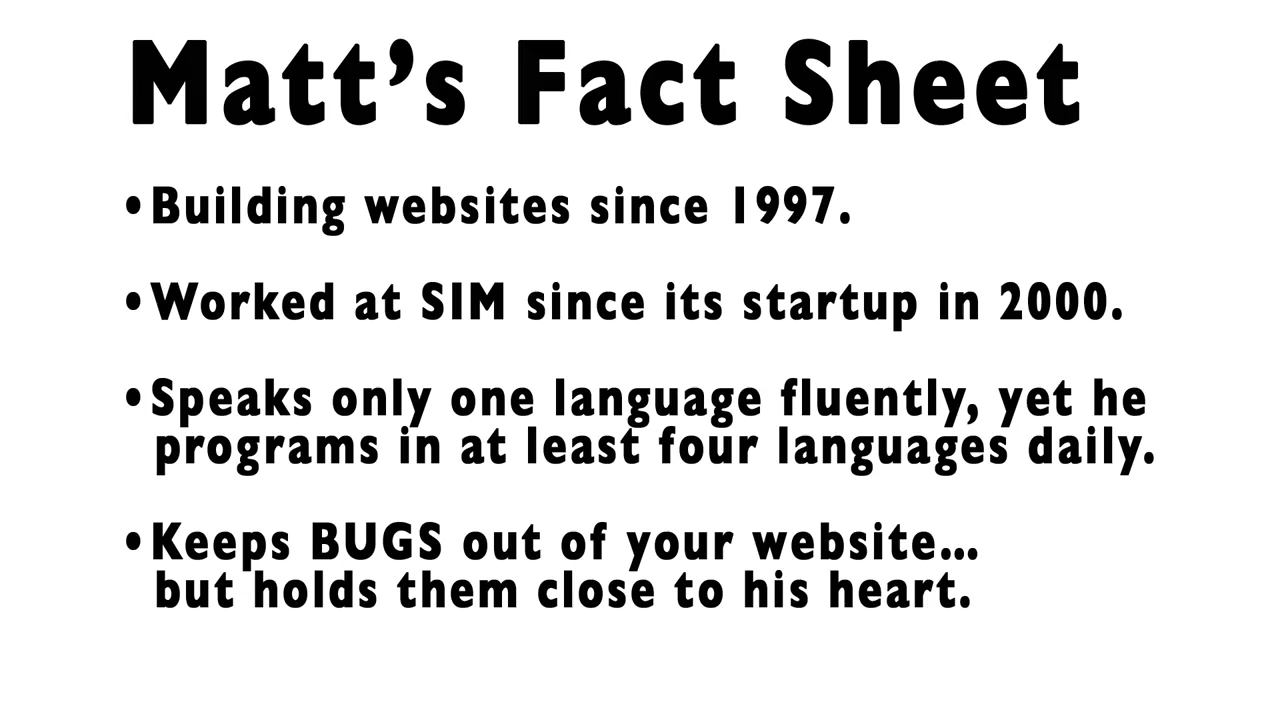 Matt’s Fact Sheet
•Building websites since 1997.
•Worked at SIM since its startup in 2000.
•Speaks only one language fluently, yet he
programs in at least four languages daily.
•Keeps BUGS out of your website...
but holds them close to his heart.